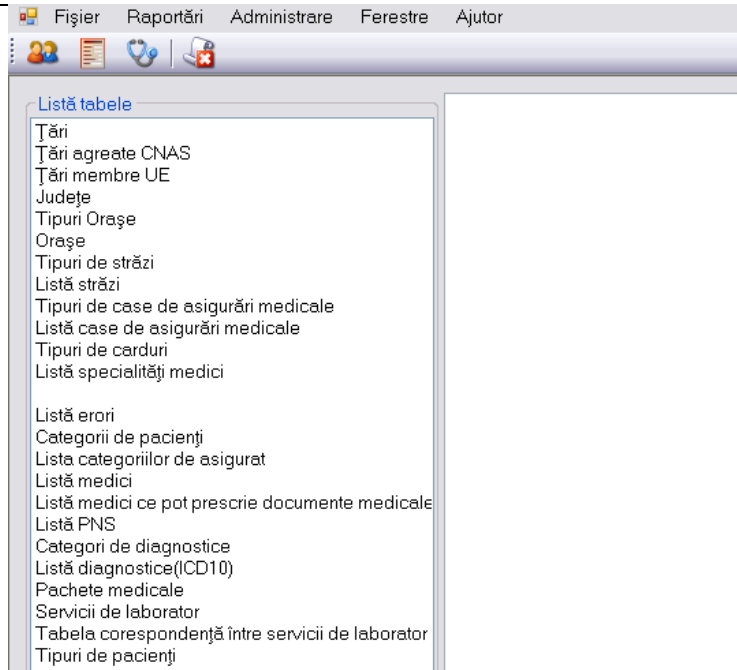 Fişier Raportări Administrare Ferestre Ajutor
Listă tabele
Ţări
Ţări agreate CNAS
Ţări membre UE
Judeţe
Tipuri Oraşe
Oraşe
Tipuri de străzi
Listă străzi
Tipuri de case de asigurări medicale
Listă case de asigurări medicale
Tipuri de carduri
Listă specialităţi medici
Listă erori
Categorii de pacienţi
Lista categoriilor de asigurat
Listă medici
Listă medici ce pot prescrie documente medicale
Listă PNS
Categori de diagnostice
Listă diagnostice(ICD10)
Pachete medicale
Servicii de laborator
Tabela corespondenţă între servicii de laborator
Tipuri de pacienţi